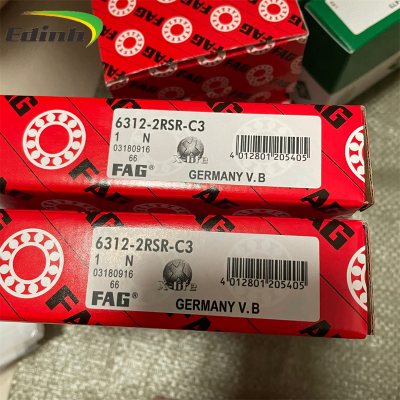 Edinh
6312-2RSR-C3
1 N
03180916
66
FAG
X-life
4 012801 205405
GERMANY V. B
6312-2RSR-C3
1 N
03180916
66
FAG
X-life
4 012801 205405
GERMANY V. B
FAG
FAG